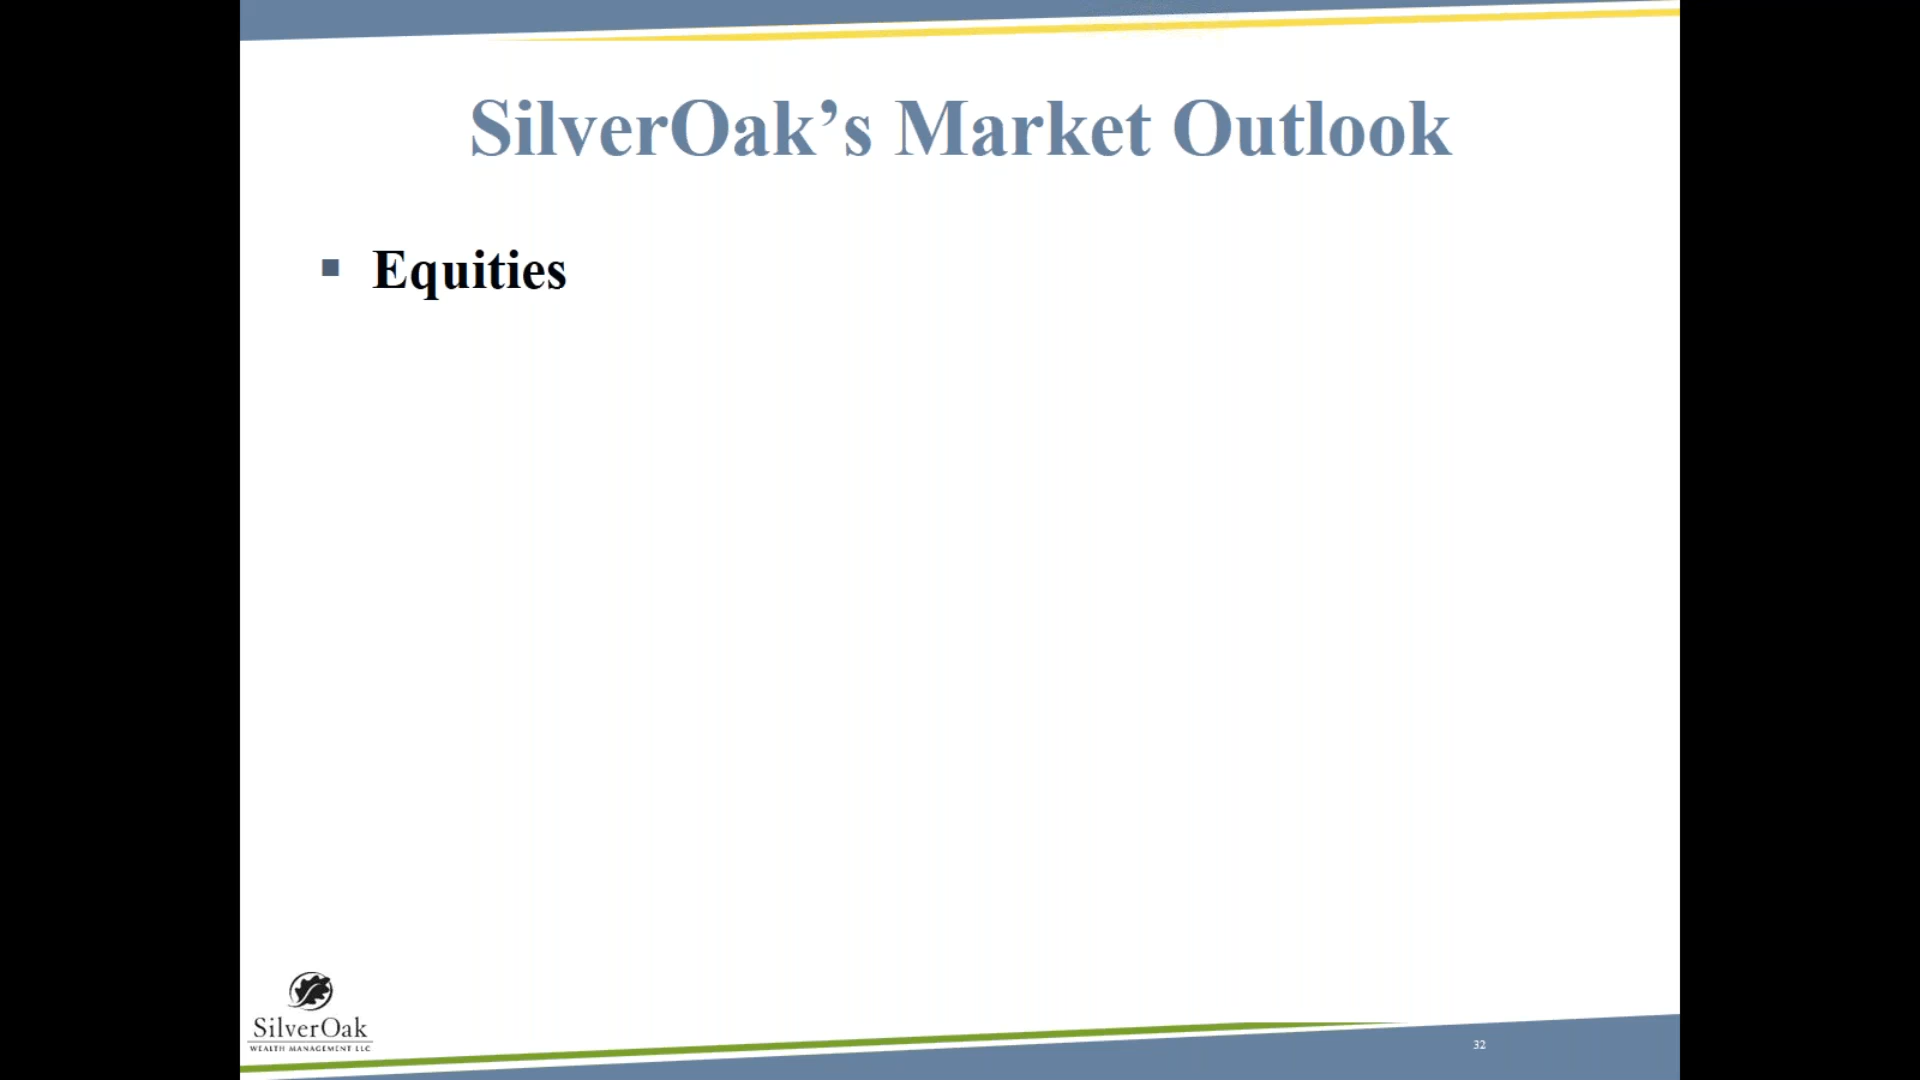 SilverOak’s Market Outlook
▪ Equities
SilverOak
WEALTH MANAGEMENT LLC
32